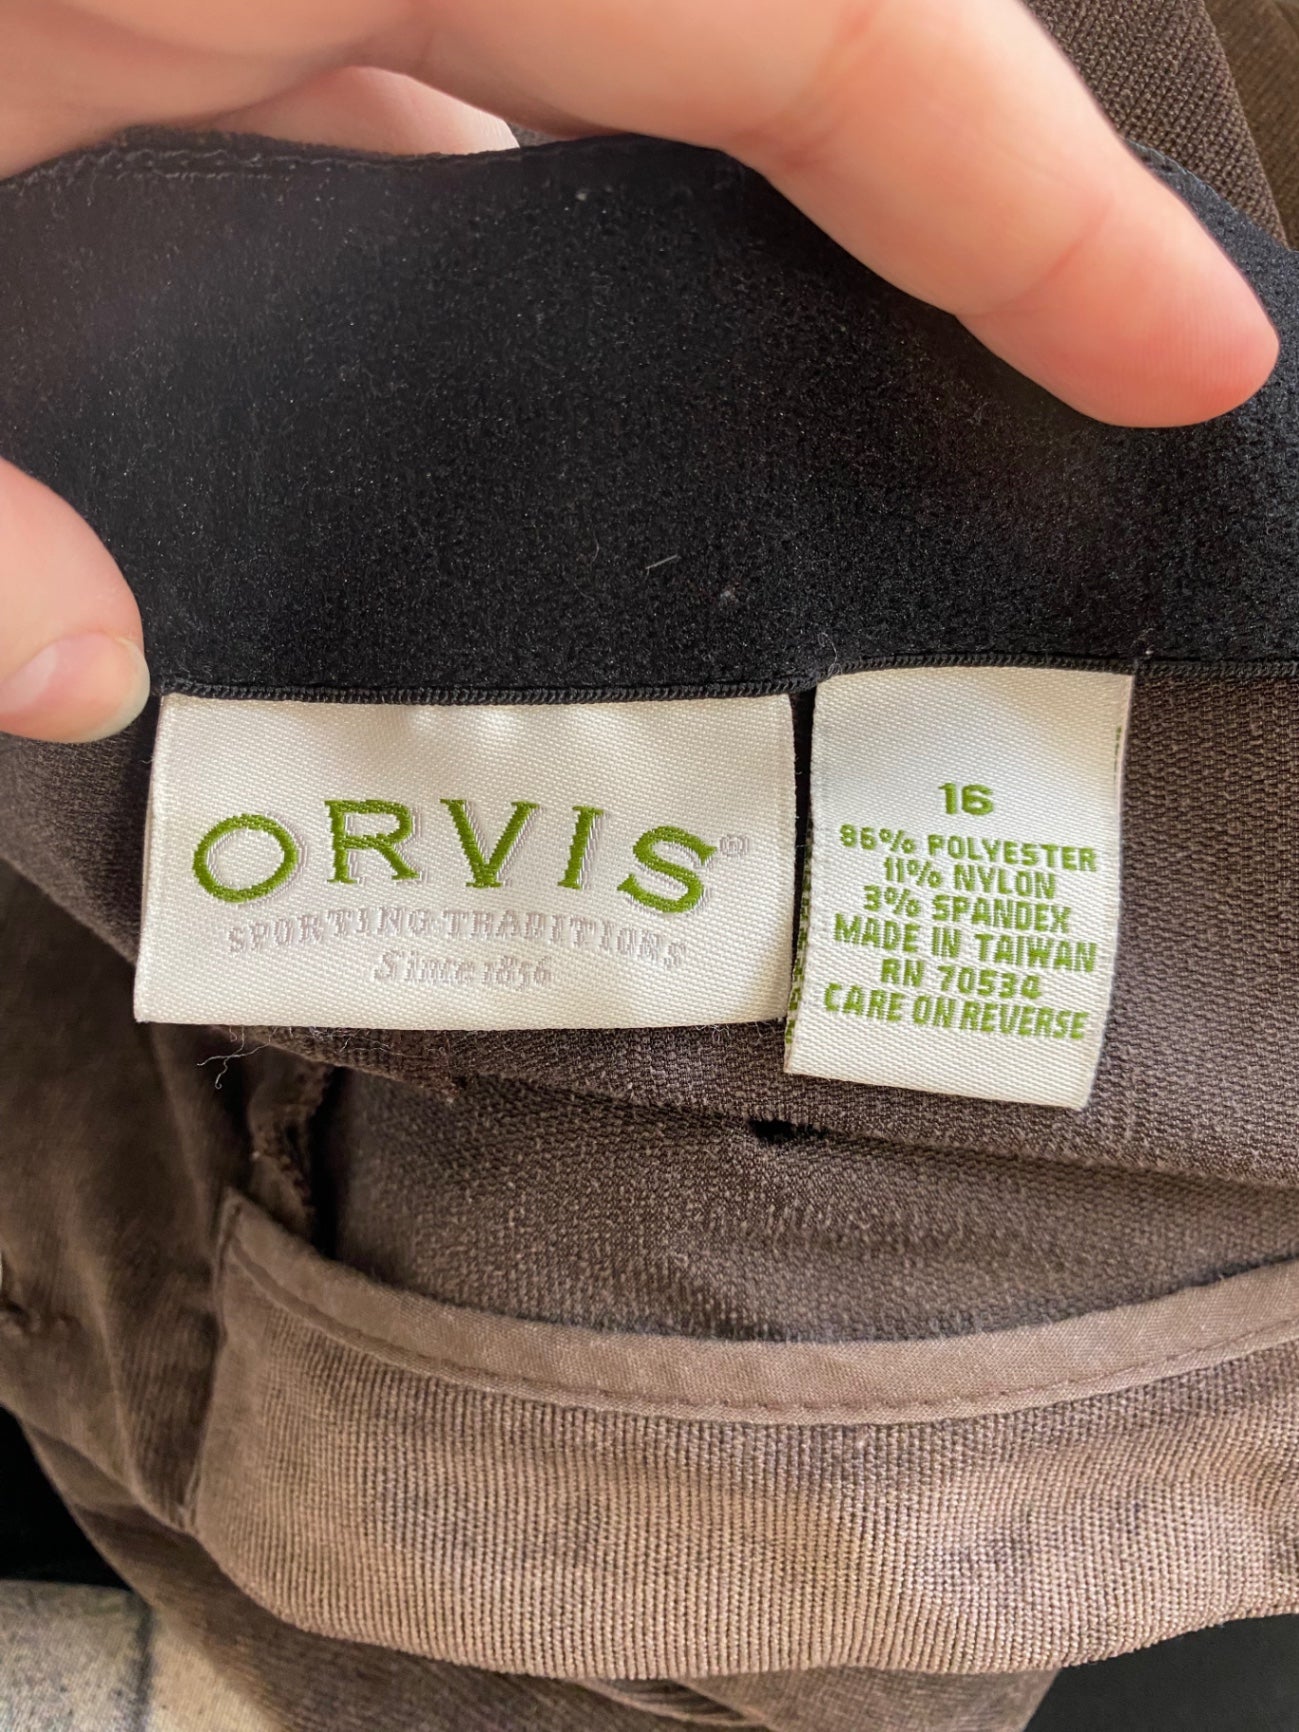 ORVIS®
SPORTING TRADITIONS
Since 1856
16
86% POLYESTER
11% NYLON
3% SPANDEX
MADE IN TAIWAN
RN 70534
CARE ON REVERSE